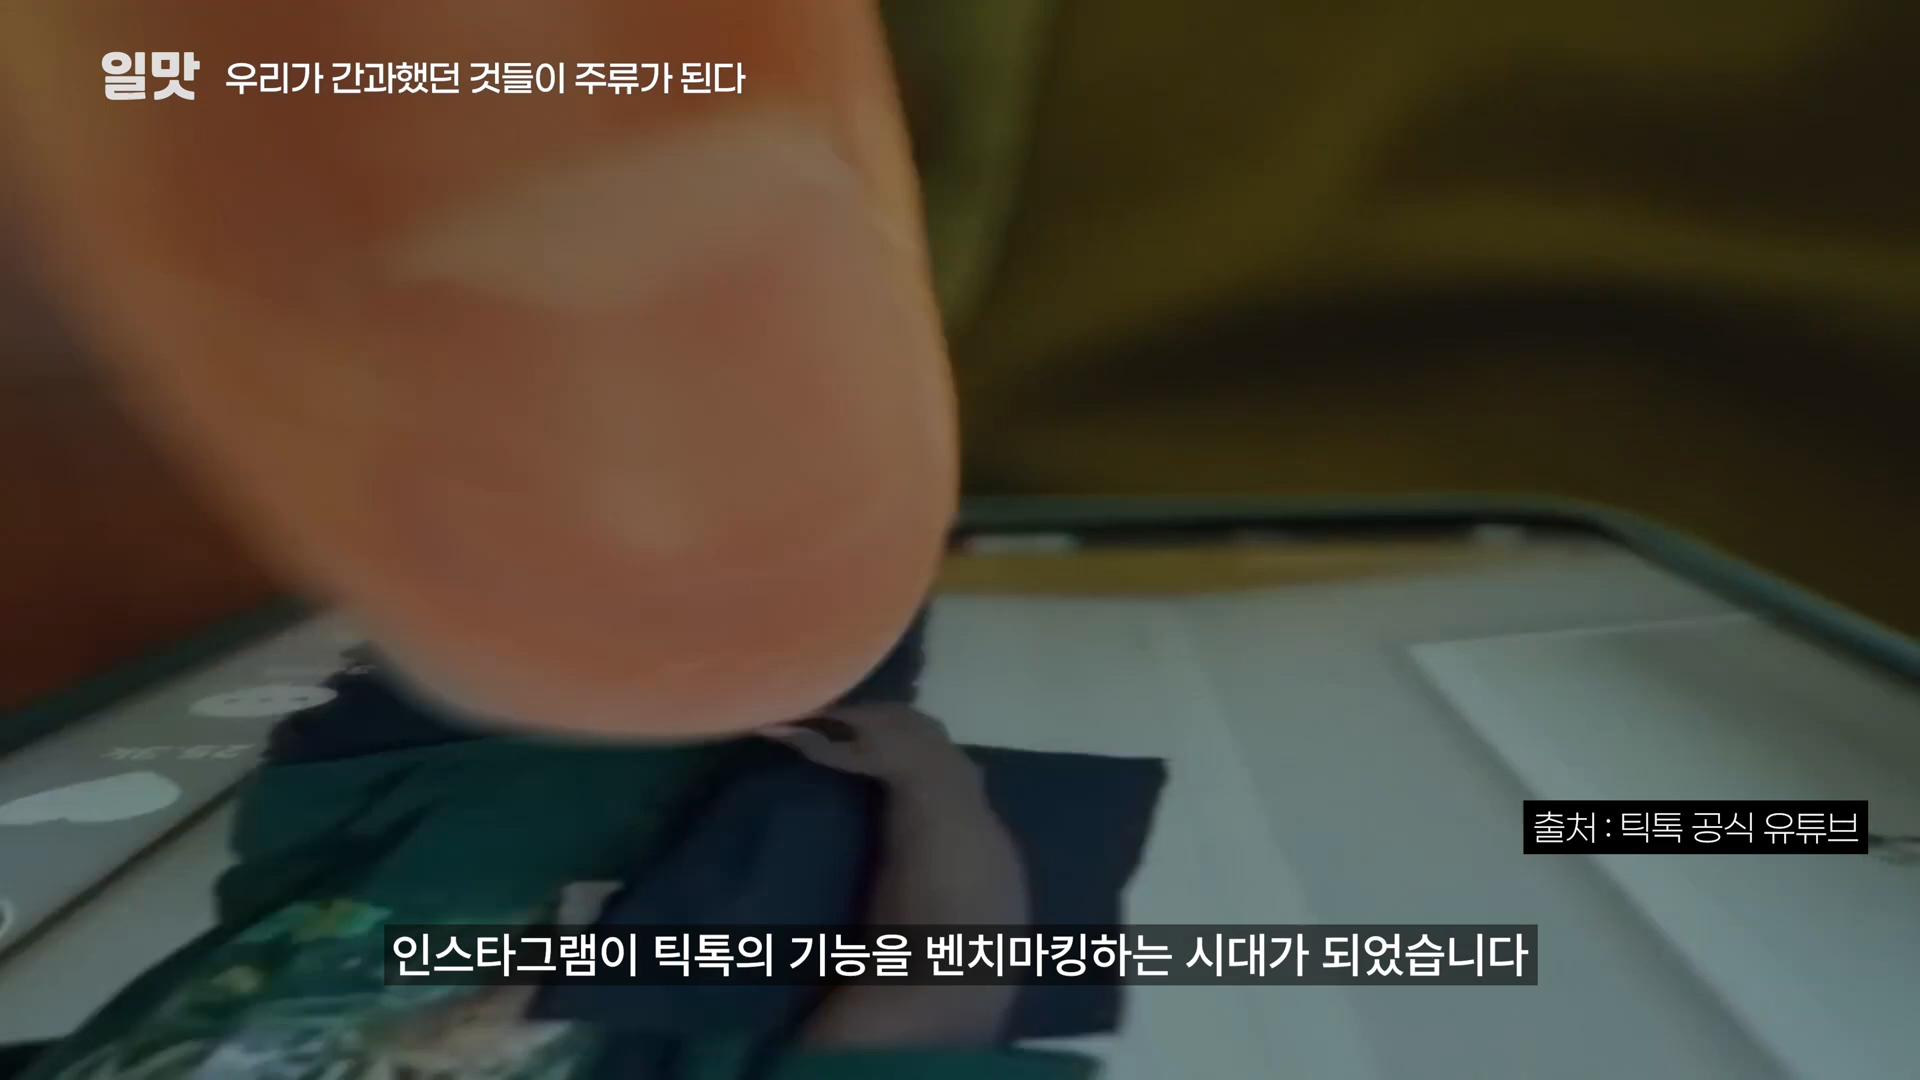 일맛 우리가 간과했던 것들이 주류가 된다
25.3K
출처 : 틱톡 공식 유튜브
인스타그램이 틱톡의 기능을 벤치마킹하는 시대가 되었습니다